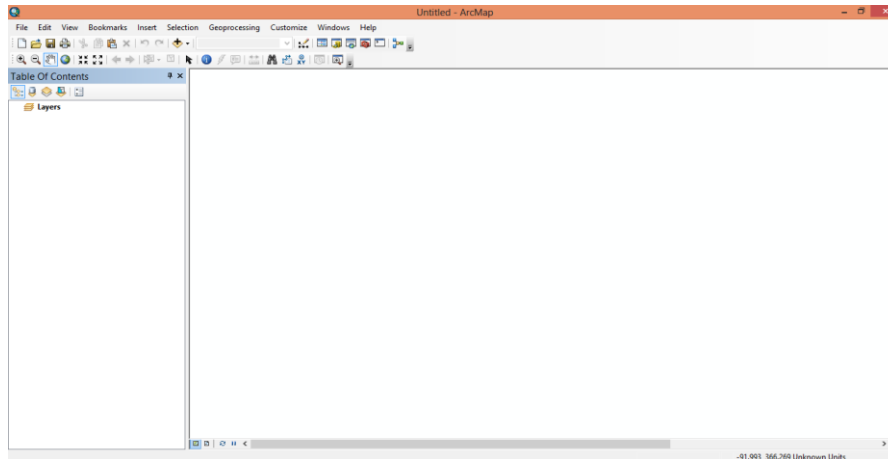 Untitled - ArcMap
File Edit View Bookmarks Insert Selection Geoprocessing Customize Windows Help
Table Of Contents
Layers
-91.993 366.269 Unknown Units